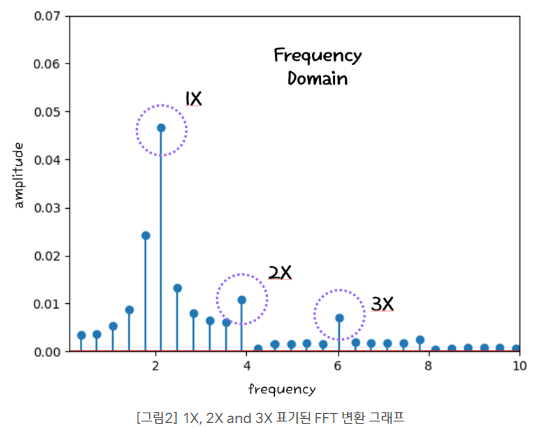 0.07
0.06
0.05
0.04
0.03
0.02
0.01
0.00
amplitude
Frequency
Domain
1X
2X
3X
2
4
6
8
10
frequency
[그림2] 1X, 2X and 3X 표기된 FFT 변환 그래프